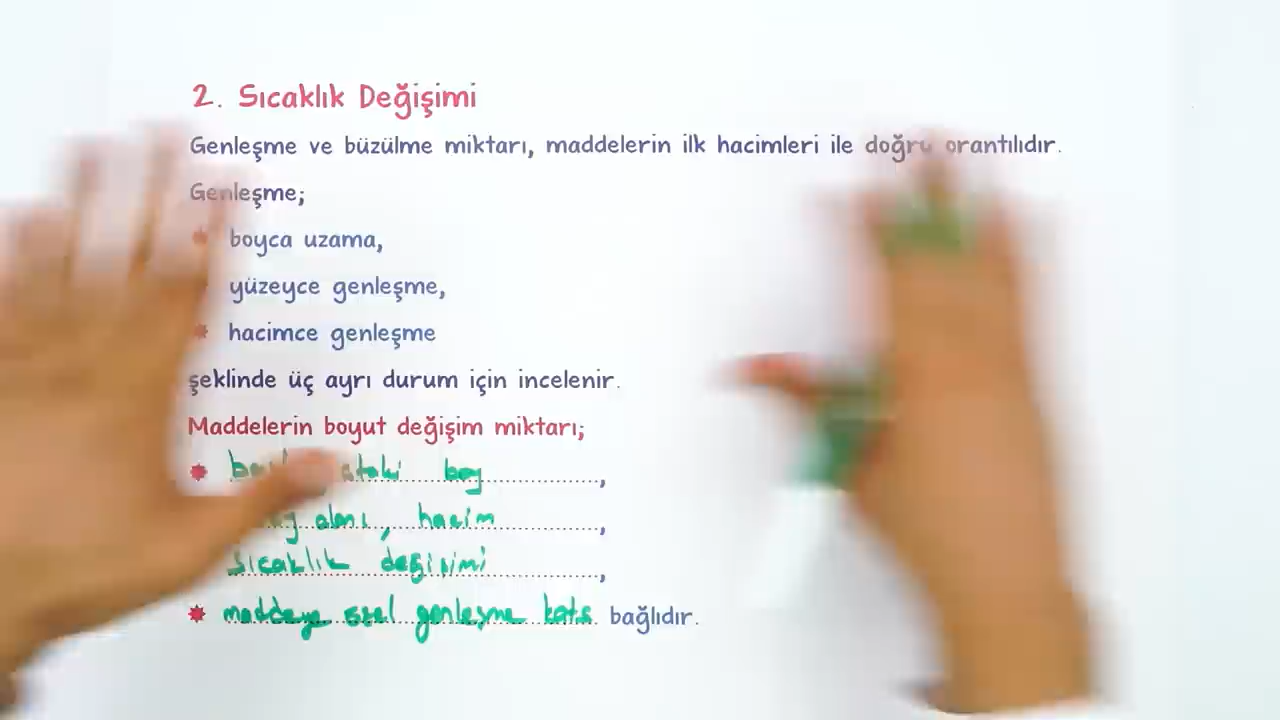 2. Sıcaklık Değişimi
Genleşme ve büzülme miktarı, maddelerin ilk hacimleri ile doğru orantılıdır.
Genleşme;
boyca uzama,
yüzeyce genleşme,
hacimce genleşme
şeklinde üç ayrı durum için incelenir.
Maddelerin boyut değişim miktarı;
boy ,
alanı, hacim ,
sıcaklık değişimi ,
maddeye özel genleşme kats. bağlıdır.